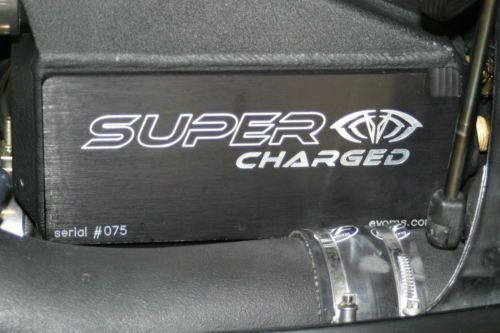 SUPER
CHARGED
serial #075
evoms.com